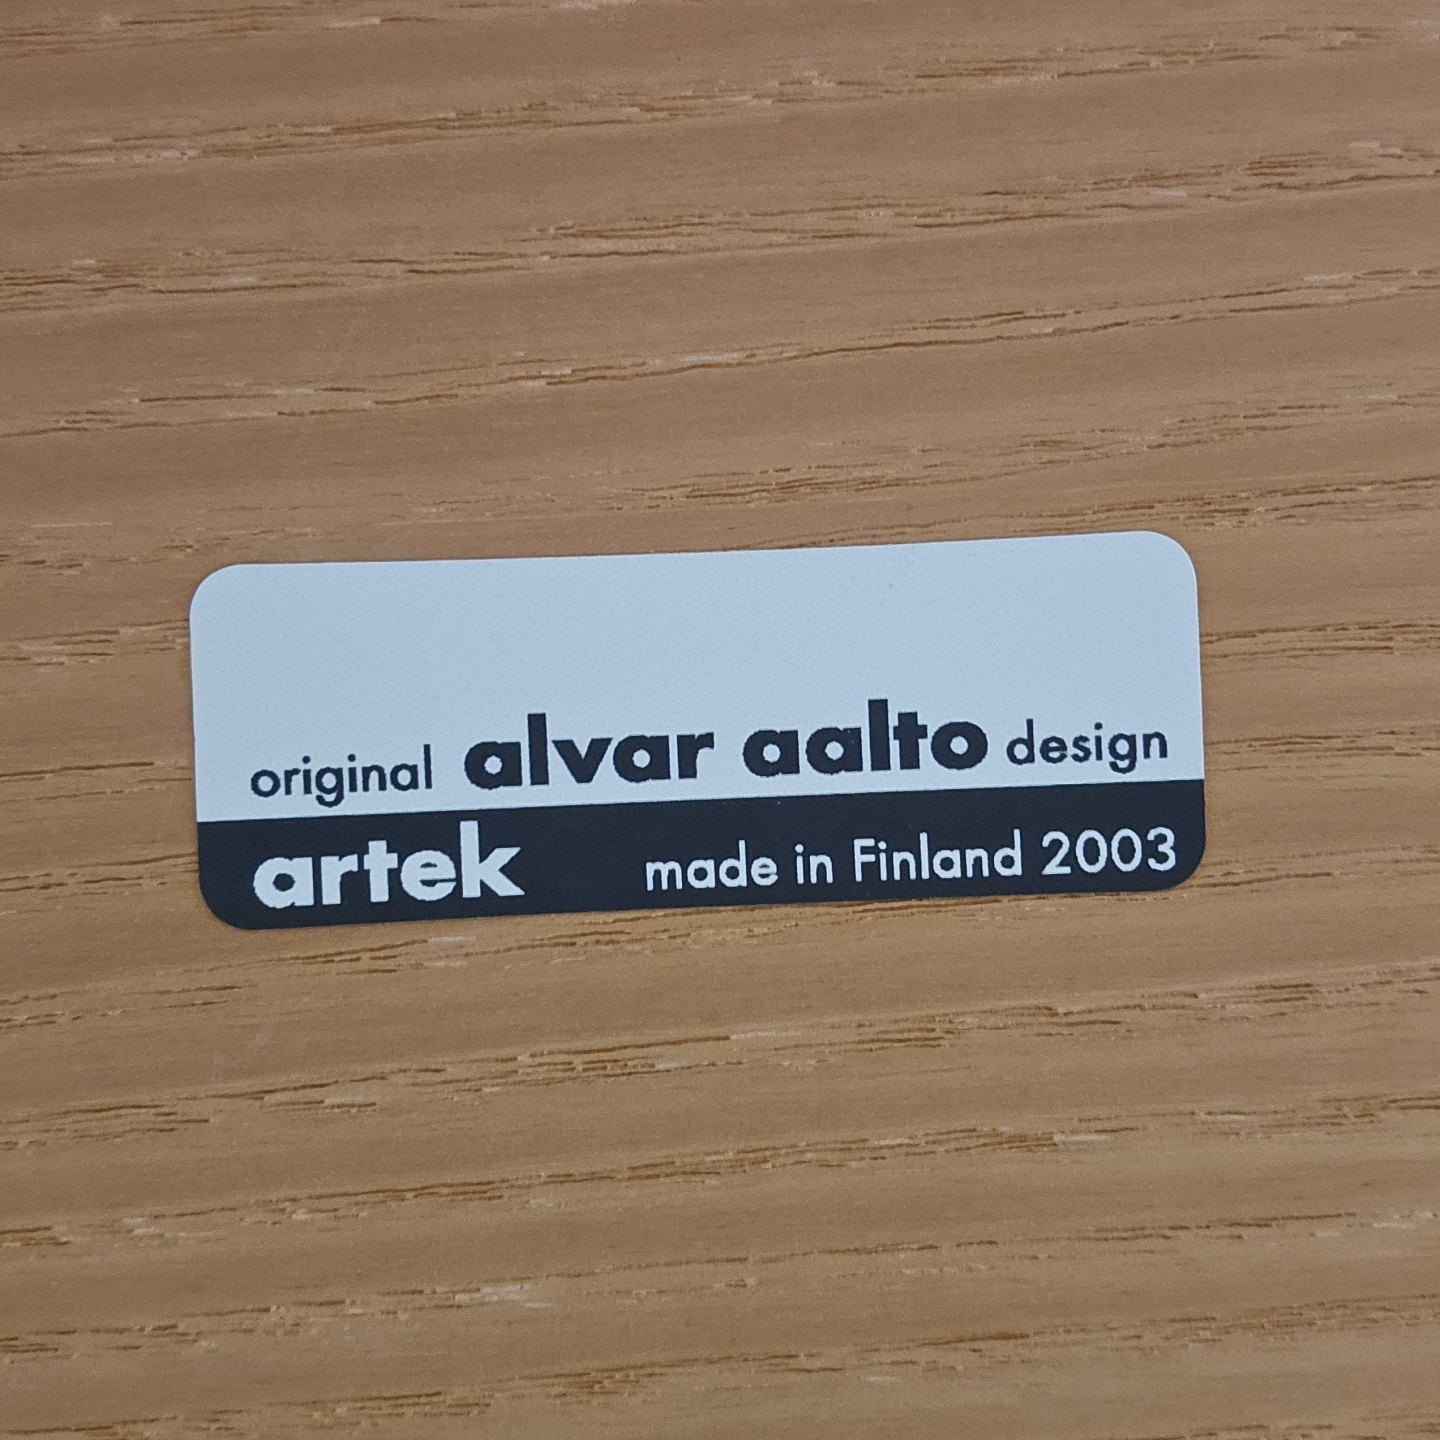 original alvar aalto design
artek made in Finland 2003